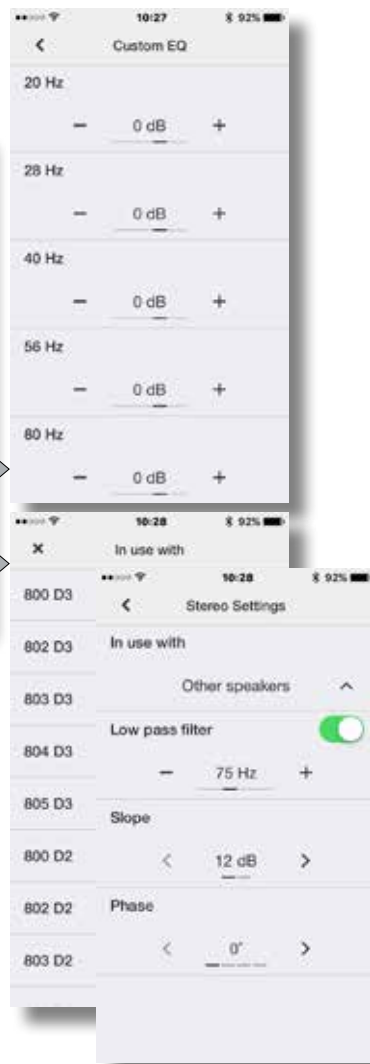 10:27 92%
Custom EQ
20 Hz
− 0 dB +
28 Hz
− 0 dB +
40 Hz
− 0 dB +
56 Hz
− 0 dB +
80 Hz
− 0 dB +
10:28 92%
× In use with
800 D3
802 D3
803 D3
804 D3
805 D3
800 D2
802 D2
803 D2
10:28 92%
Stereo Settings
In use with
Other speakers
Low pass filter
− 75 Hz +
Slope
< 12 dB >
Phase
< 0° >